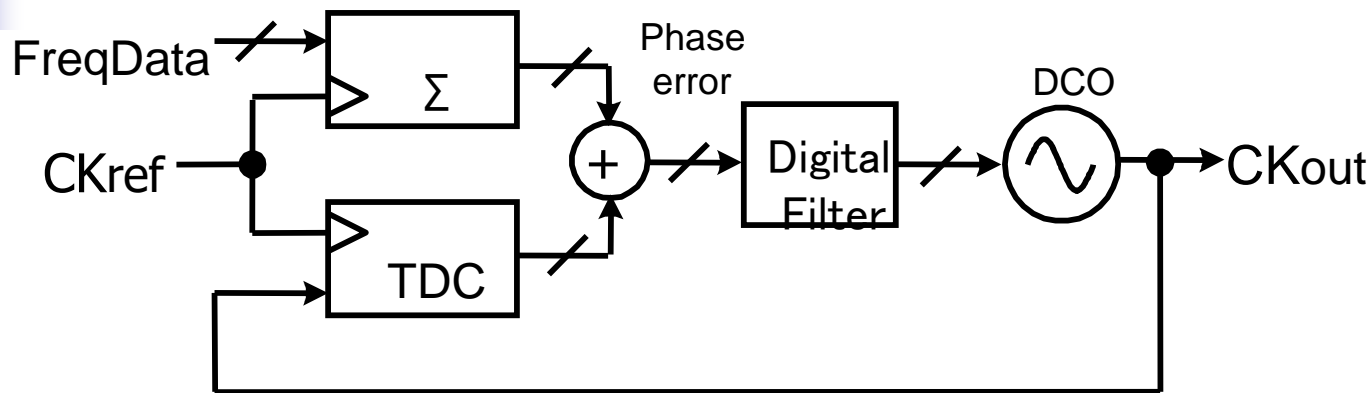 FreqData
Σ
Phase
error
DCO
CKref
+
Digital
Filter
CKout
TDC